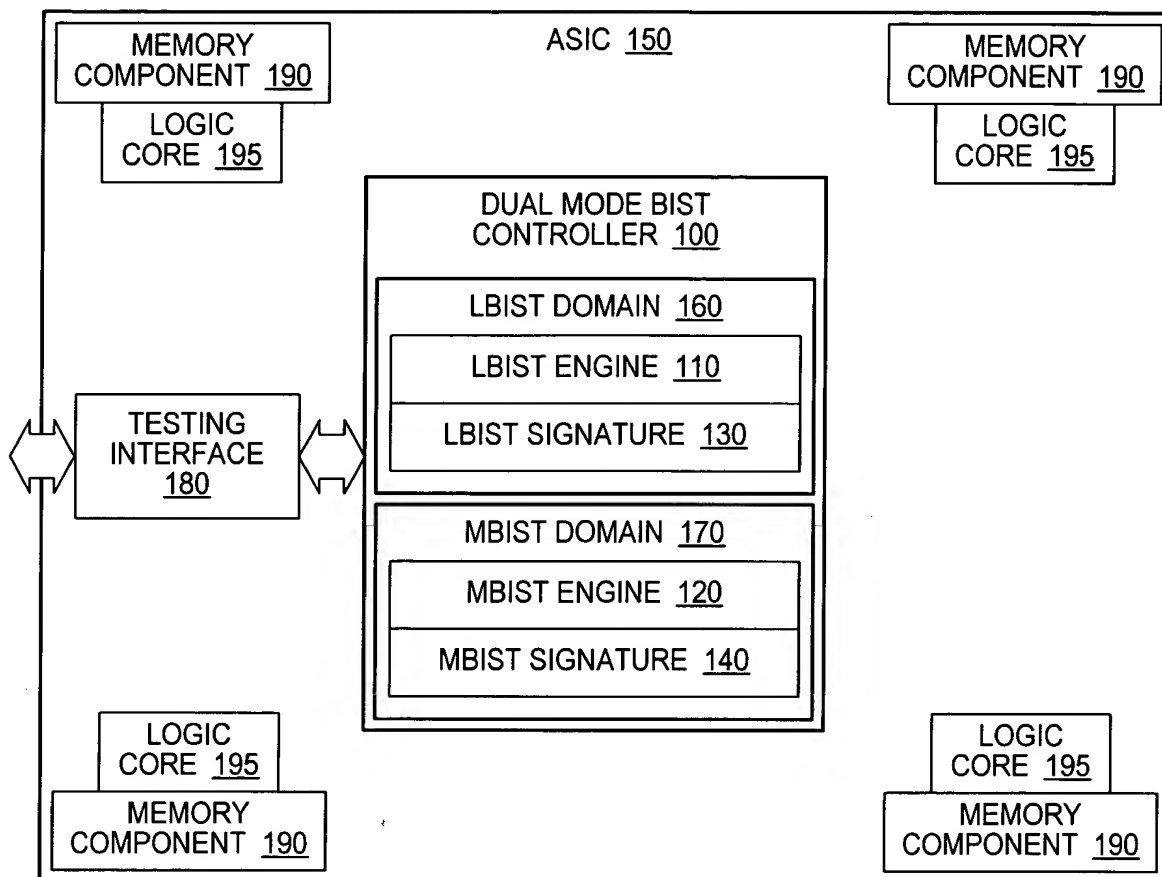 ASIC 150
MEMORY
COMPONENT 190
LOGIC
CORE 195
MEMORY
COMPONENT 190
LOGIC
CORE 195
DUAL MODE BIST
CONTROLLER 100
LBIST DOMAIN 160
LBIST ENGINE 110
LBIST SIGNATURE 130
TESTING
INTERFACE
180
MBIST DOMAIN 170
MBIST ENGINE 120
MBIST SIGNATURE 140
LOGIC
CORE 195
MEMORY
COMPONENT 190
LOGIC
CORE 195
MEMORY
COMPONENT 190